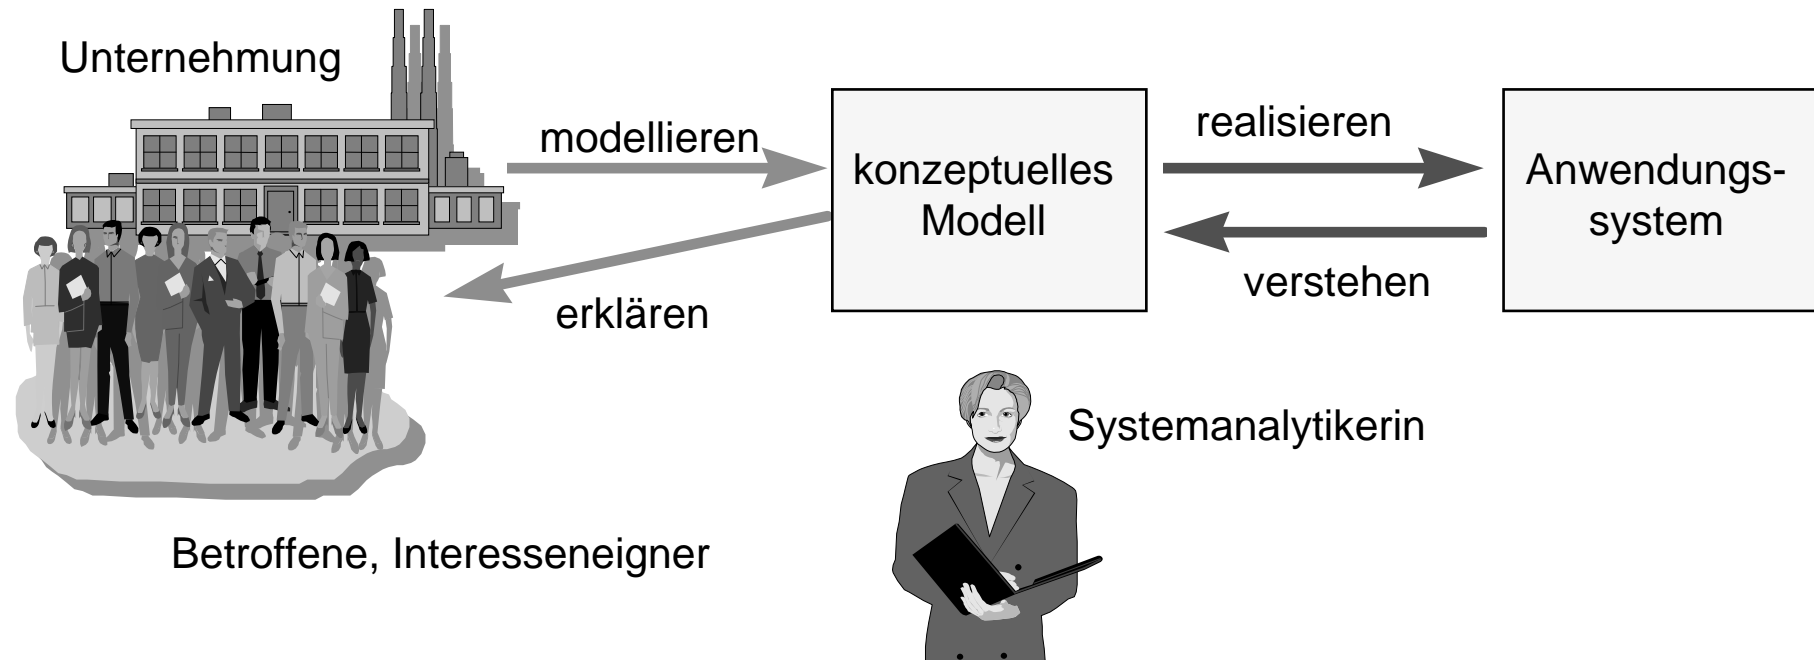 Unternehmung
modellieren
erklären
konzeptuelles
Modell
realisieren
verstehen
Anwendungs-
system
Systemanalytikerin
Betroffene, Interesseneigner